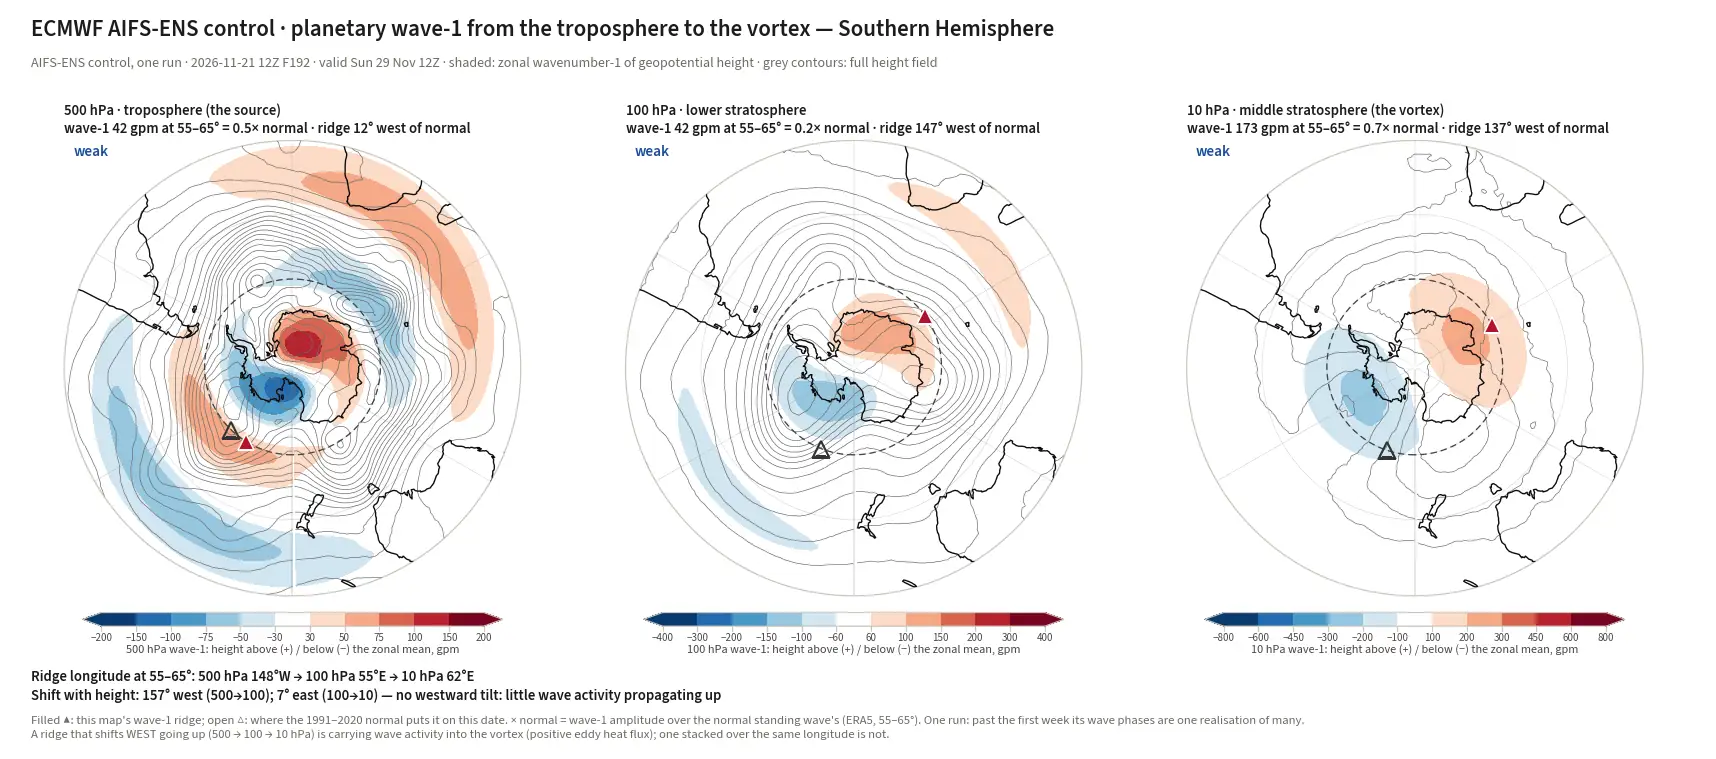 ECMWF AIFS-ENS control · planetary wave-1 from the troposphere to the vortex — Southern Hemisphere
AIFS-ENS control, one run · 2026-11-21 12Z F192 · valid Sun 29 Nov 12Z · shaded: zonal wavenumber-1 of geopotential height · grey contours: full height field
500 hPa · troposphere (the source)
wave-1 42 gpm at 55–65° = 0.5× normal · ridge 12° west of normal
weak
100 hPa · lower stratosphere
wave-1 42 gpm at 55–65° = 0.2× normal · ridge 147° west of normal
weak
10 hPa · middle stratosphere (the vortex)
wave-1 173 gpm at 55–65° = 0.7× normal · ridge 137° west of normal
weak
−200 −150 −100 −75 −50 −30 30 50 75 100 150 200
500 hPa wave-1: height above (+) / below (−) the zonal mean, gpm
−400 −300 −200 −150 −100 −60 60 100 150 200 300 400
100 hPa wave-1: height above (+) / below (−) the zonal mean, gpm
−800 −600 −450 −300 −200 −100 100 200 300 450 600 800
10 hPa wave-1: height above (+) / below (−) the zonal mean, gpm
Ridge longitude at 55–65°: 500 hPa 148°W → 100 hPa 55°E → 10 hPa 62°E
Shift with height: 157° west (500→100); 7° east (100→10) — no westward tilt: little wave activity propagating up
Filled ▲: this map's wave-1 ridge; open △: where the 1991–2020 normal puts it on this date. × normal = wave-1 amplitude over the normal standing wave's (ERA5, 55–65°). One run: past the first week its wave phases are one realisation of many.
A ridge that shifts WEST going up (500 → 100 → 10 hPa) is carrying wave activity into the vortex (positive eddy heat flux); one stacked over the same longitude is not.